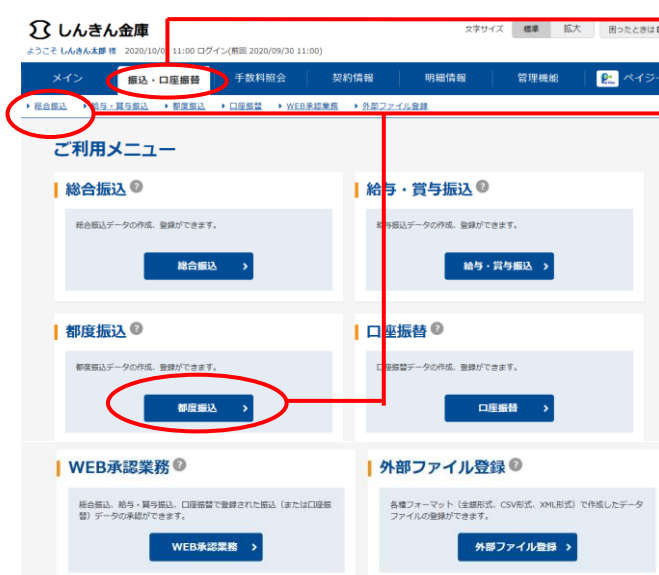 しんきん金庫
文字サイズ 標準 拡大 困ったときは
ようこそ しんきん太郎 様 2020/10/0 11:00 ログイン(前回 2020/09/30 11:00)
メイン 振込・口座振替 手数料照会 契約情報 明細情報 管理機能 ペイジー
総合振込 給与・賞与振込 都度振込 口座振替 WEB承認業務 外部ファイル登録
ご利用メニュー
総合振込 ?
総合振込データの作成、登録ができます。
総合振込 >
給与・賞与振込 ?
給与振込データの作成、登録ができます。
給与・賞与振込 >
都度振込 ?
都度振込データの作成、登録ができます。
都度振込 >
口座振替 ?
口座振替データの作成、登録ができます。
口座振替 >
WEB承認業務 ?
総合振込、給与・賞与振込、口座振替で登録された振込（または口座振
替）データの承認ができます。
WEB承認業務 >
外部ファイル登録 ?
各種フォーマット（全銀形式、CSV形式、XML形式）で作成したデータ
ファイルの登録ができます。
外部ファイル登録 >